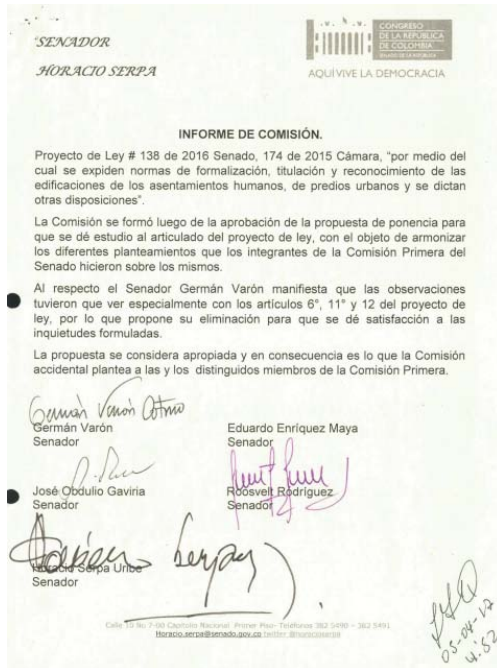 SENADOR
HORACIO SERPA
CONGRESO
DE LA REPÚBLICA
DE COLOMBIA
AQUÍ VIVE LA DEMOCRACIA
INFORME DE COMISIÓN.
Proyecto de Ley # 138 de 2016 Senado, 174 de 2015 Cámara, “por medio del
cual se expiden normas de formalización, titulación y reconocimiento de las
edificaciones de los asentamientos humanos, de predios urbanos y se dictan
otras disposiciones”.
La Comisión se formó luego de la aprobación de la propuesta de ponencia para
que se dé estudio al articulado del proyecto de ley, con el objeto de armonizar
los diferentes planteamientos que los integrantes de la Comisión Primera del
Senado hicieron sobre los mismos.
Al respecto el Senador Germán Varón manifiesta que las observaciones
tuvieron que ver especialmente con los artículos 6°, 11° y 12 del proyecto de
ley, por lo que propone su eliminación para que se dé satisfacción a las
inquietudes formuladas.
La propuesta se considera apropiada y en consecuencia es lo que la Comisión
accidental plantea a las y los distinguidos miembros de la Comisión Primera.
Germán Varón Cotrino
Germán Varón
Senador
Eduardo Enríquez Maya
Senador
José Obdulio Gaviria
Senador
Roosvelt Rodríguez
Senador
Horacio Serpa
Horacio Serpa Uribe
Senador
Calle 10 No 7-00 Capitolio Nacional Primer Piso- Teléfonos 382 5490 – 382 5491
Horacio.serpa@senado.gov.co twitter @horacioserpa
05-04-17
4:52